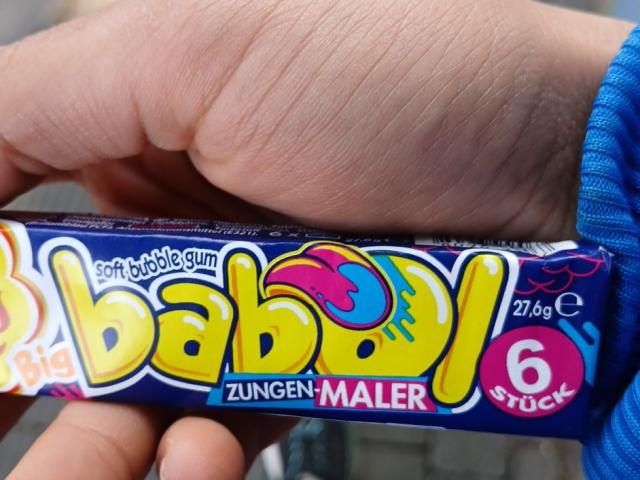 Big
soft bubble gum
babol
ZUNGEN-MALER
27,6g e
6
STÜCK